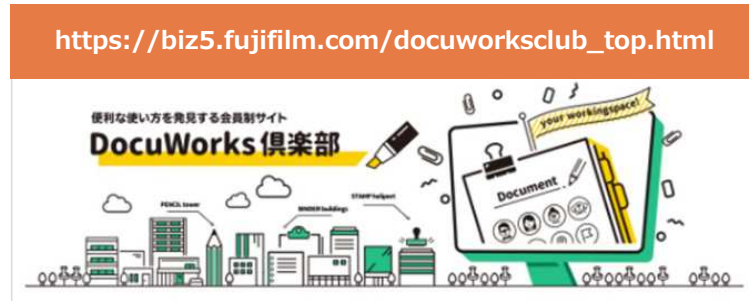 https://biz5.fujifilm.com/docuworksclub_top.html
便利な使い方を発見する会員制サイト
DocuWorks倶楽部
your workingspace!
Document
PENCIL tower
BINDER buildings
STAMP heliport